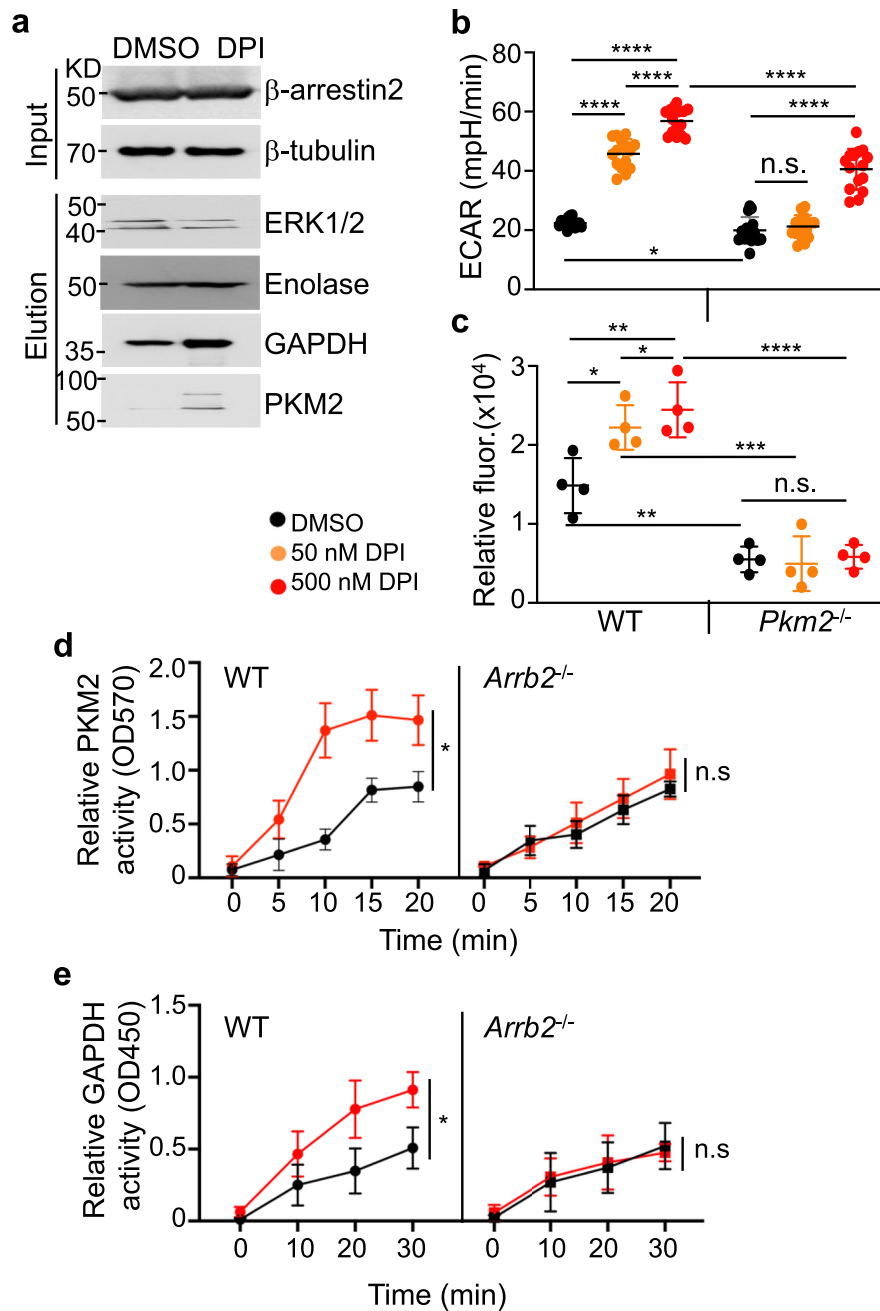 a
DMSO DPI
KD
Input
50 β-arrestin2
70 β-tubulin
Elution
50
40 ERK1/2
50 Enolase
35 GAPDH
100
50 PKM2
b
ECAR (mpH/min)
80
60
40
20
0
****
****
****
****
****
n.s.
*
c
Relative fluor.(x10⁴)
3
2
1
0
**
*
*
****
***
n.s.
**
WT Pkm2-/-
DMSO
50 nM DPI
500 nM DPI
d
Relative PKM2
activity (OD570)
WT Arrb2-/-
2.0
1.5
1.0
0.5
0
*
n.s
0 5 10 15 20 0 5 10 15 20
Time (min)
e
Relative GAPDH
activity (OD450)
WT Arrb2-/-
1.5
1.0
0.5
0
*
n.s
0 10 20 30 0 10 20 30
Time (min)